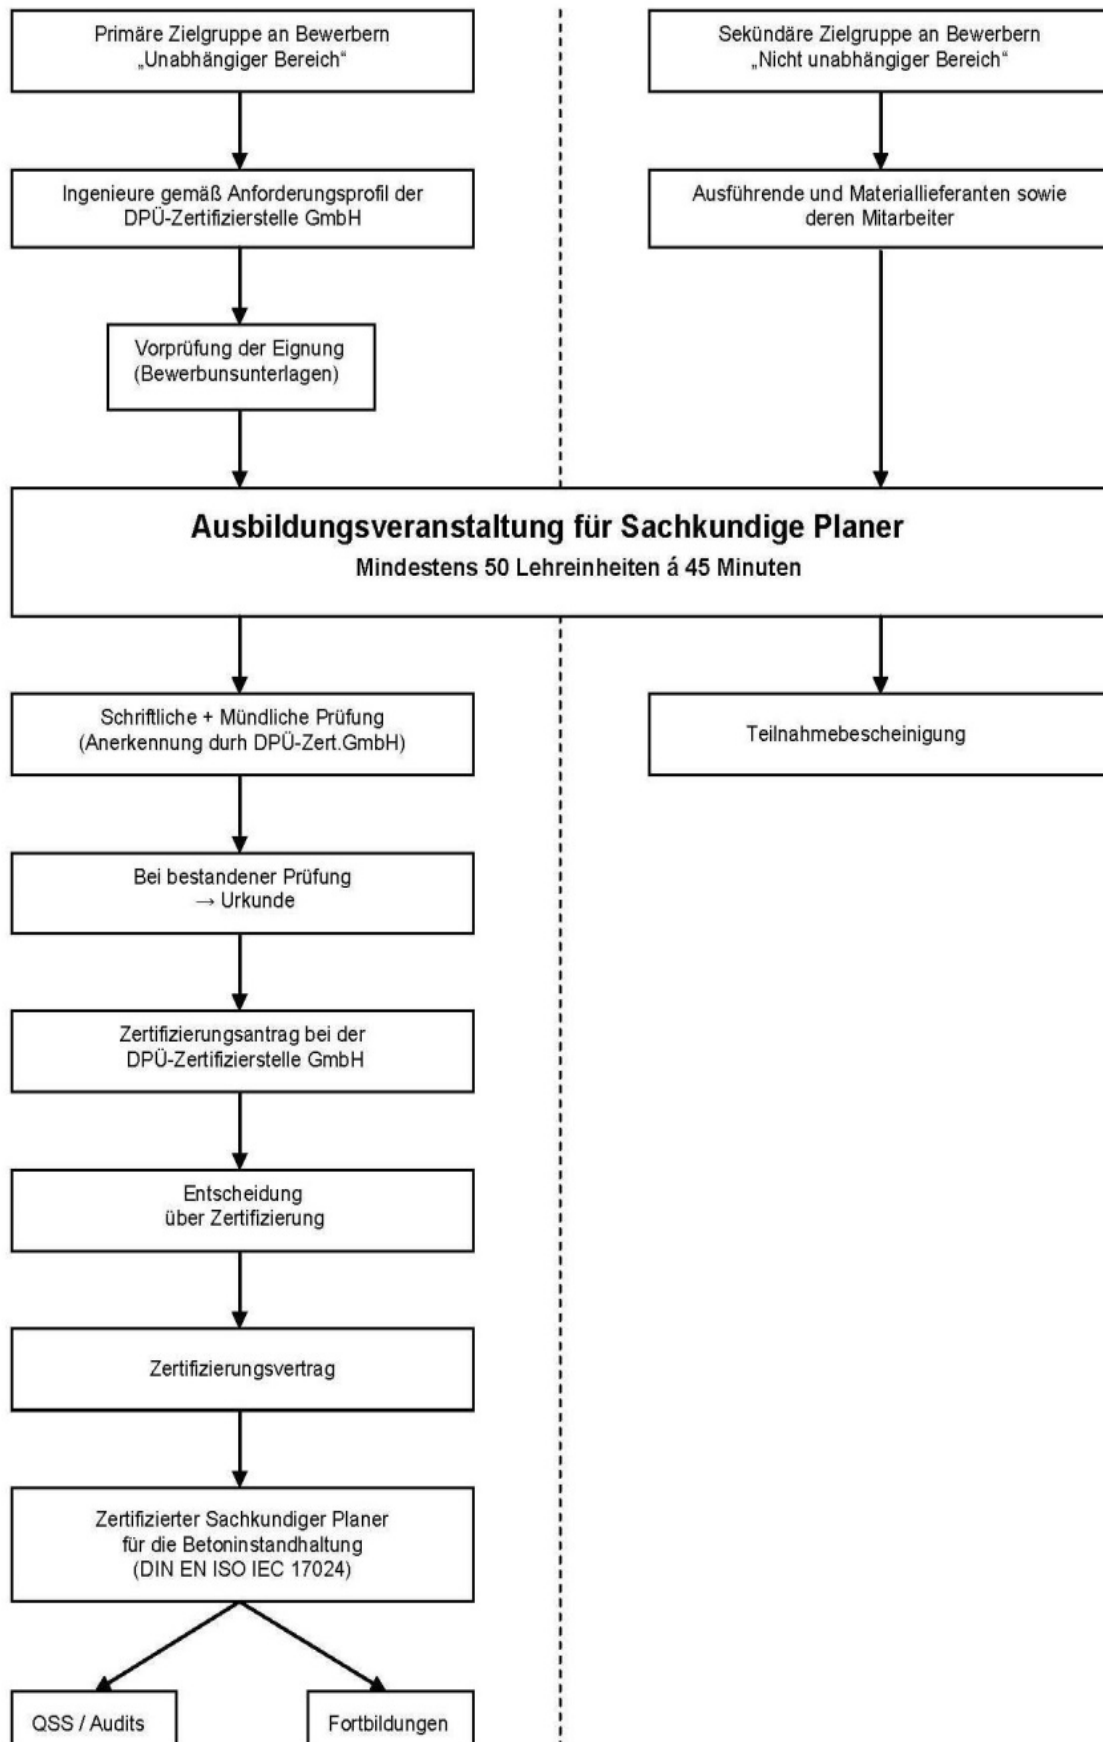 Primäre Zielgruppe an Bewerbern
„Unabhängiger Bereich“
Sekündäre Zielgruppe an Bewerbern
„Nicht unabhängiger Bereich“
Ingenieure gemäß Anforderungsprofil der
DPÜ-Zertifizierstelle GmbH
Ausführende und Materiallieferanten sowie
deren Mitarbeiter
Vorprüfung der Eignung
(Bewerbunsunterlagen)
Ausbildungsveranstaltung für Sachkundige Planer
Mindestens 50 Lehreinheiten á 45 Minuten
Schriftliche + Mündliche Prüfung
(Anerkennung durh DPÜ-Zert.GmbH)
Teilnahmebescheinigung
Bei bestandener Prüfung
→ Urkunde
Zertifizierungsantrag bei der
DPÜ-Zertifizierstelle GmbH
Entscheidung
über Zertifizierung
Zertifizierungsvertrag
Zertifizierter Sachkundiger Planer
für die Betoninstandhaltung
(DIN EN ISO IEC 17024)
QSS / Audits
Fortbildungen